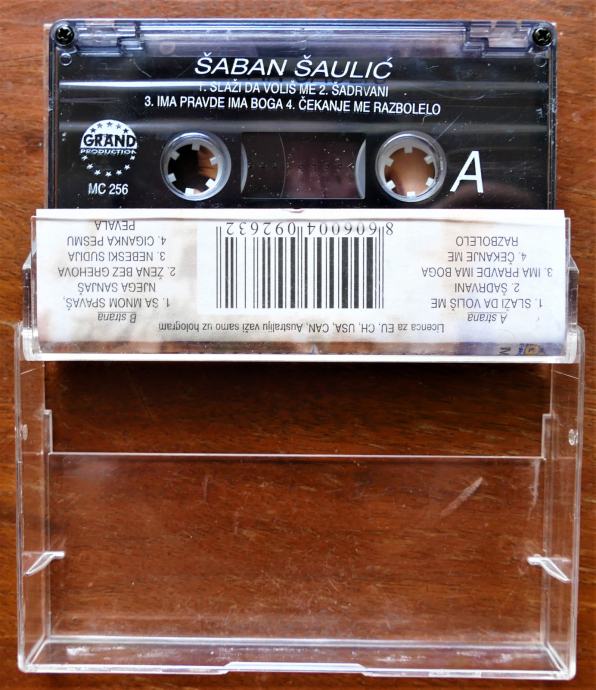 ŠABAN ŠAULIĆ
1. SLAŽI DA VOLIŠ ME 2. ŠADRVANI
3. IMA PRAVDE IMA BOGA 4. ČEKANJE ME RAZBOLELO
GRAND
PRODUCTION
MC 256
A
Licenca za EU, CH, USA, CAN, Australiju važi samo uz hologram
A strana
1. SLAŽI DA VOLIŠ ME
2. ŠADRVANI
3. IMA PRAVDE IMA BOGA
4. ČEKANJE ME
RAZBOLELO
8 606004 092632
B strana
1. SA MNOM SPAVAŠ,
NJEGA SANJAŠ
2. ŽENA BEZ GREHOVA
3. NEBESKI SUDIJA
4. CIGANKA PESMU
PEVALA